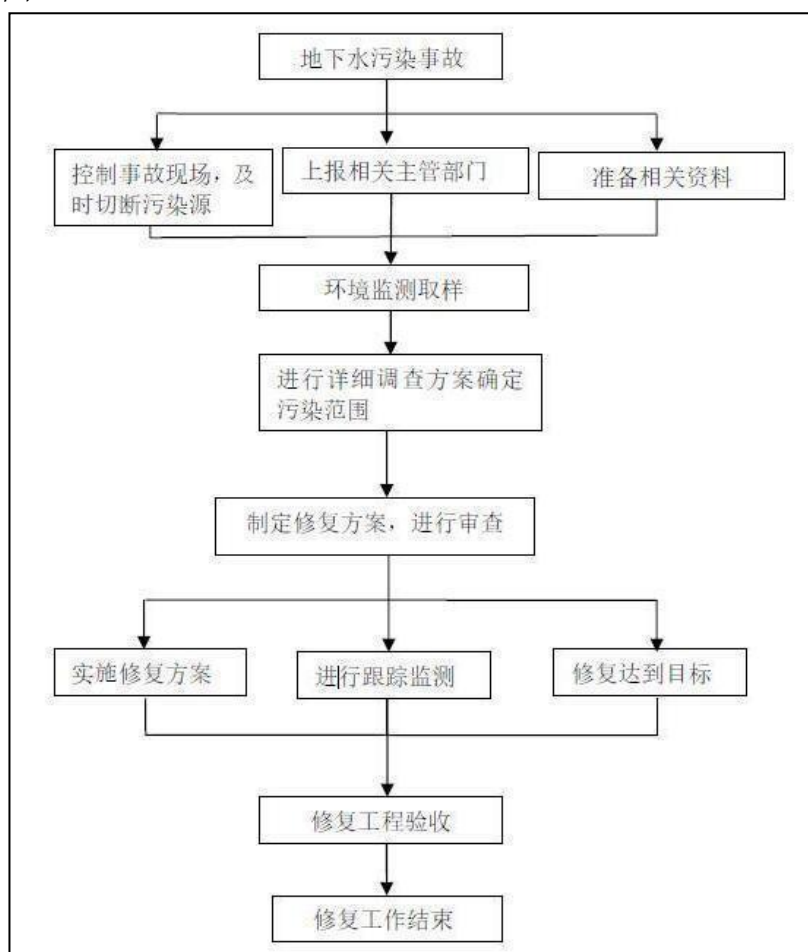 地下水污染事故
控制事故现场，及
时切断污染源
上报相关主管部门
准备相关资料
环境监测取样
进行详细调查方案确定
污染范围
制定修复方案，进行审查
实施修复方案
进行跟踪监测
修复达到目标
修复工程验收
修复工作结束